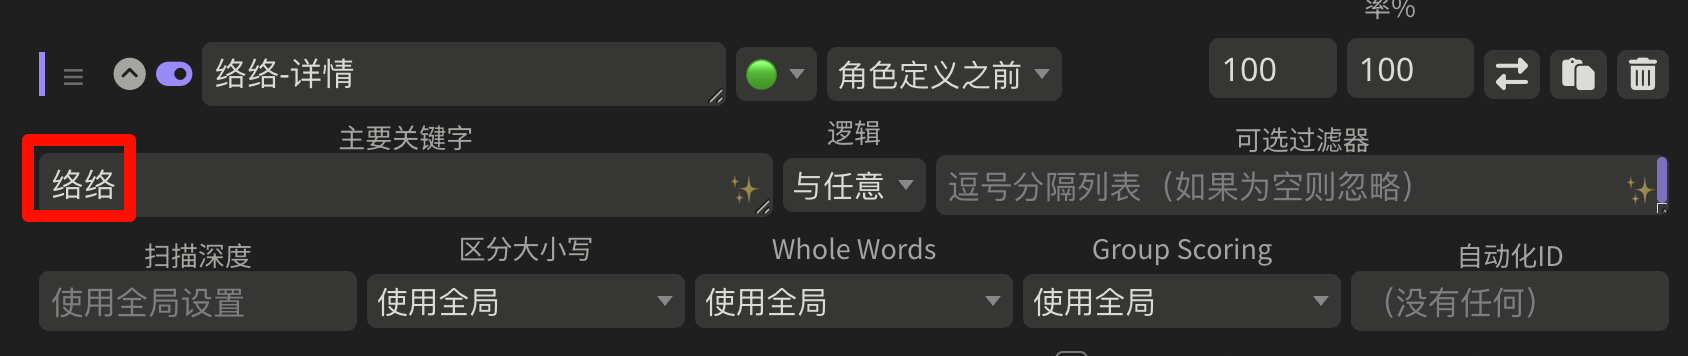 率%
络络-详情
角色定义之前
100
100
主要关键字
逻辑
可选过滤器
络络
与任意
逗号分隔列表（如果为空则忽略）
扫描深度
区分大小写
Whole Words
Group Scoring
自动化ID
使用全局设置
使用全局
使用全局
使用全局
（没有任何）